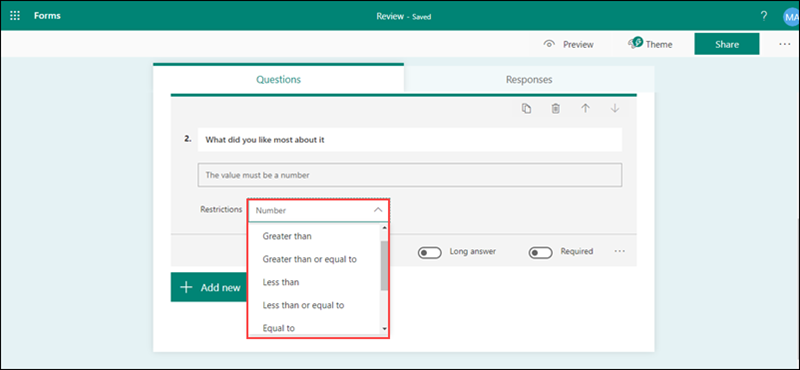 Forms
Review - Saved
?
MA
Preview
Theme
Share
...
Questions
Responses
2.
What did you like most about it
The value must be a number
Restrictions
Number
Greater than
Greater than or equal to
Less than
Less than or equal to
Equal to
Long answer
Required
...
+ Add new